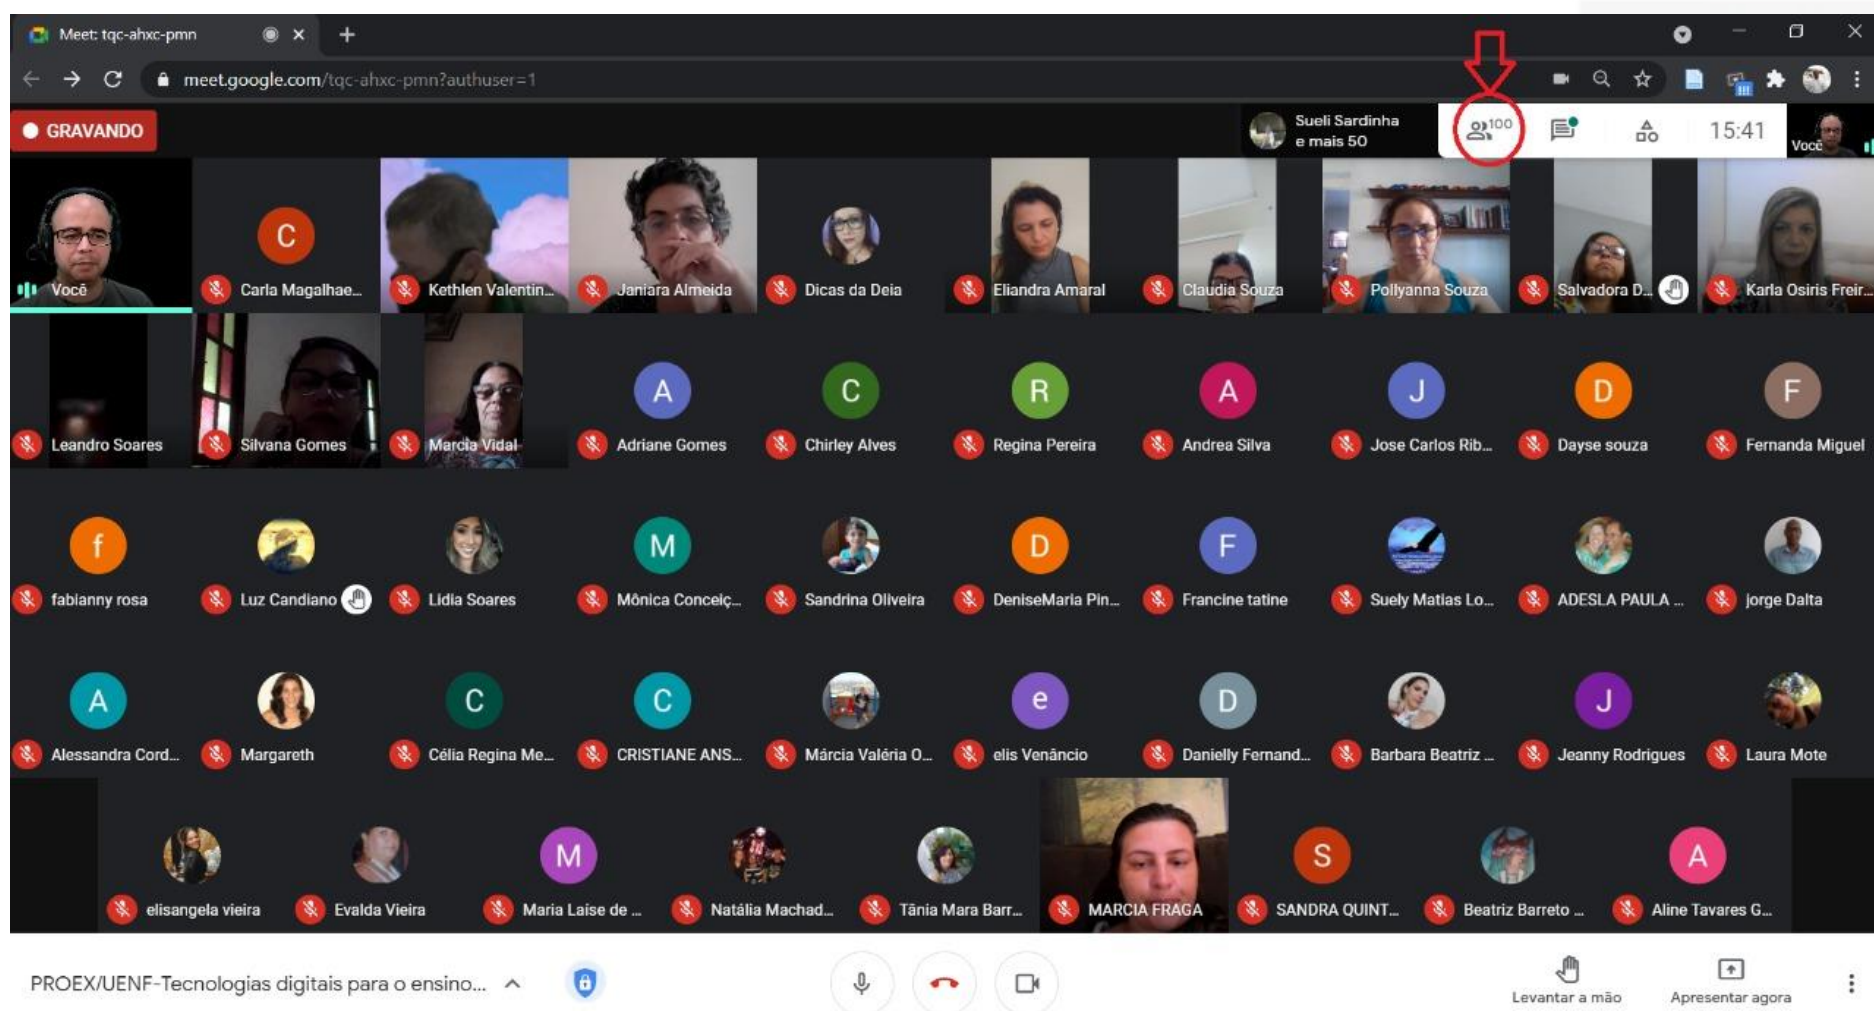 Meet: tqc-ahxc-pmn
meet.google.com/tqc-ahxc-pmn?authuser=1
GRAVANDO
Sueli Sardinha
e mais 50
100
15:41
Você
Você
Carla Magalhae...
Kethlen Valentin...
Janiara Almeida
Dicas da Deia
Eliandra Amaral
Claudia Souza
Pollyanna Souza
Salvadora D...
Karla Osiris Freir...
Leandro Soares
Silvana Gomes
Marcia Vidal
A
Adriane Gomes
C
Chirley Alves
R
Regina Pereira
A
Andrea Silva
J
Jose Carlos Rib...
D
Dayse souza
F
Fernanda Miguel
C
f
fabianny rosa
Luz Candiano
Lidia Soares
M
Mônica Conceiç...
Sandrina Oliveira
D
DeniseMaria Pin...
F
Francine tatine
Suely Matias Lo...
ADESLA PAULA ...
jorge Dalta
A
Alessandra Cord...
Margareth
C
Célia Regina Me...
C
CRISTIANE ANS...
Márcia Valéria O...
e
elis Venâncio
D
Danielly Fernand...
Barbara Beatriz ...
J
Jeanny Rodrigues
Laura Mote
elisangela vieira
Evalda Vieira
M
Maria Laise de ...
Natália Machad...
Tânia Mara Barr...
MARCIA FRAGA
S
SANDRA QUINT...
Beatriz Barreto ...
A
Aline Tavares G...
PROEX/UENF-Tecnologias digitais para o ensino...
Levantar a mão
Apresentar agora